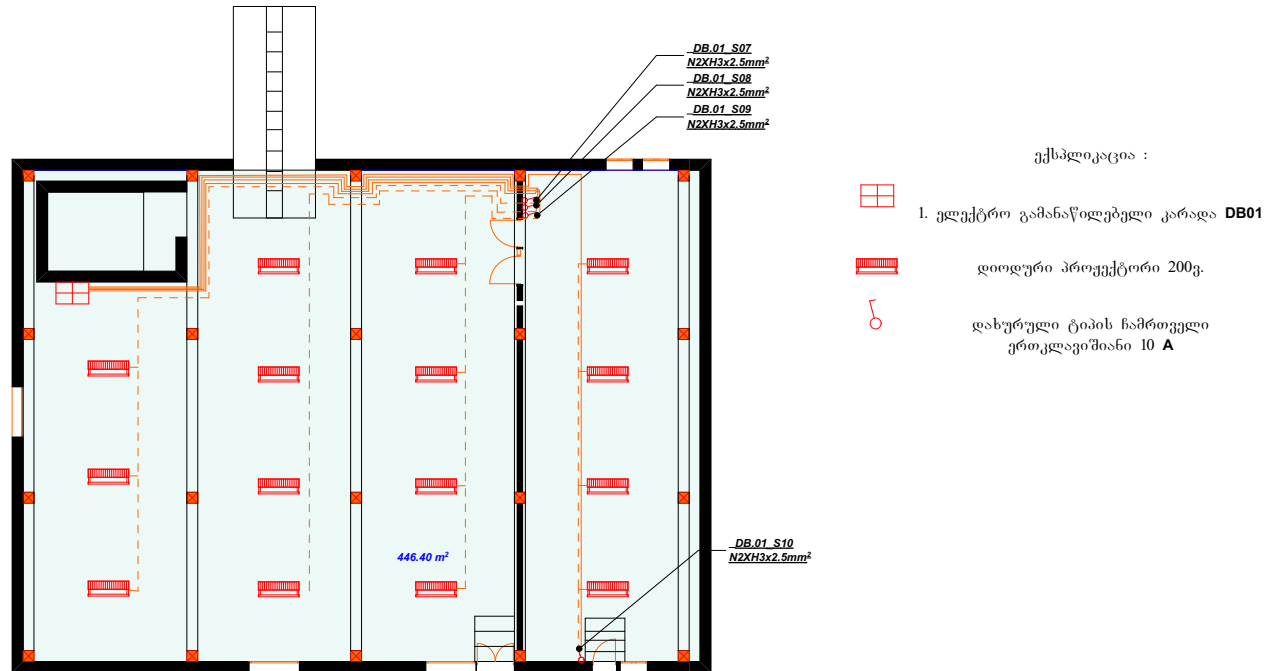 DB.01_S07
N2XH3x2.5mm²
DB.01_S08
N2XH3x2.5mm²
DB.01_S09
N2XH3x2.5mm²
ექსპლიკაცია :
1. ელექტრო გამანაწილებელი კარადა DB01
დიოდური პროჟექტორი 200ვ.
დახურული ტიპის ჩამრთველი
ერთკლავიშიანი 10 A
446.40 m²
DB.01_S10
N2XH3x2.5mm²